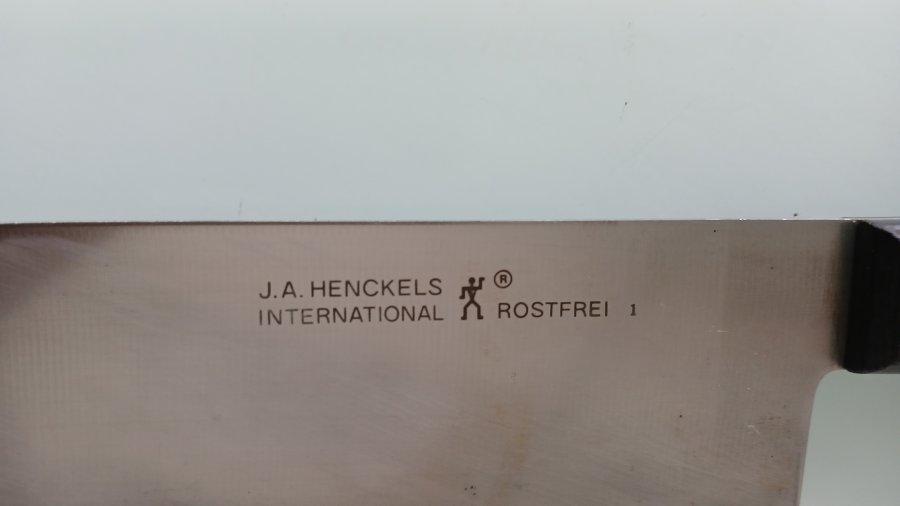 J.A. HENCKELS ®
INTERNATIONAL ROSTFREI 1